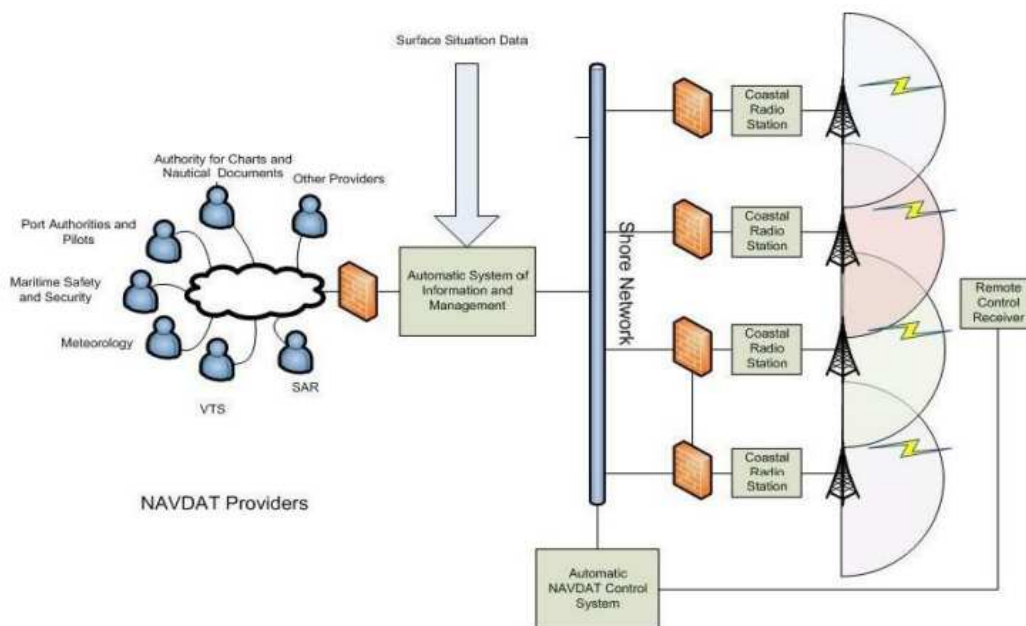 Surface Situation Data
Authority for Charts and
Nautical Documents
Other Providers
Port Authorities and
Pilots
Maritime Safety
and Security
Meteorology
VTS
SAR
NAVDAT Providers
Automatic System of
Information and
Management
Shore Network
Coastal
Radio
Station
Coastal
Radio
Station
Coastal
Radio
Station
Coastal
Radio
Station
Remote
Control
Receiver
Automatic
NAVDAT Control
System